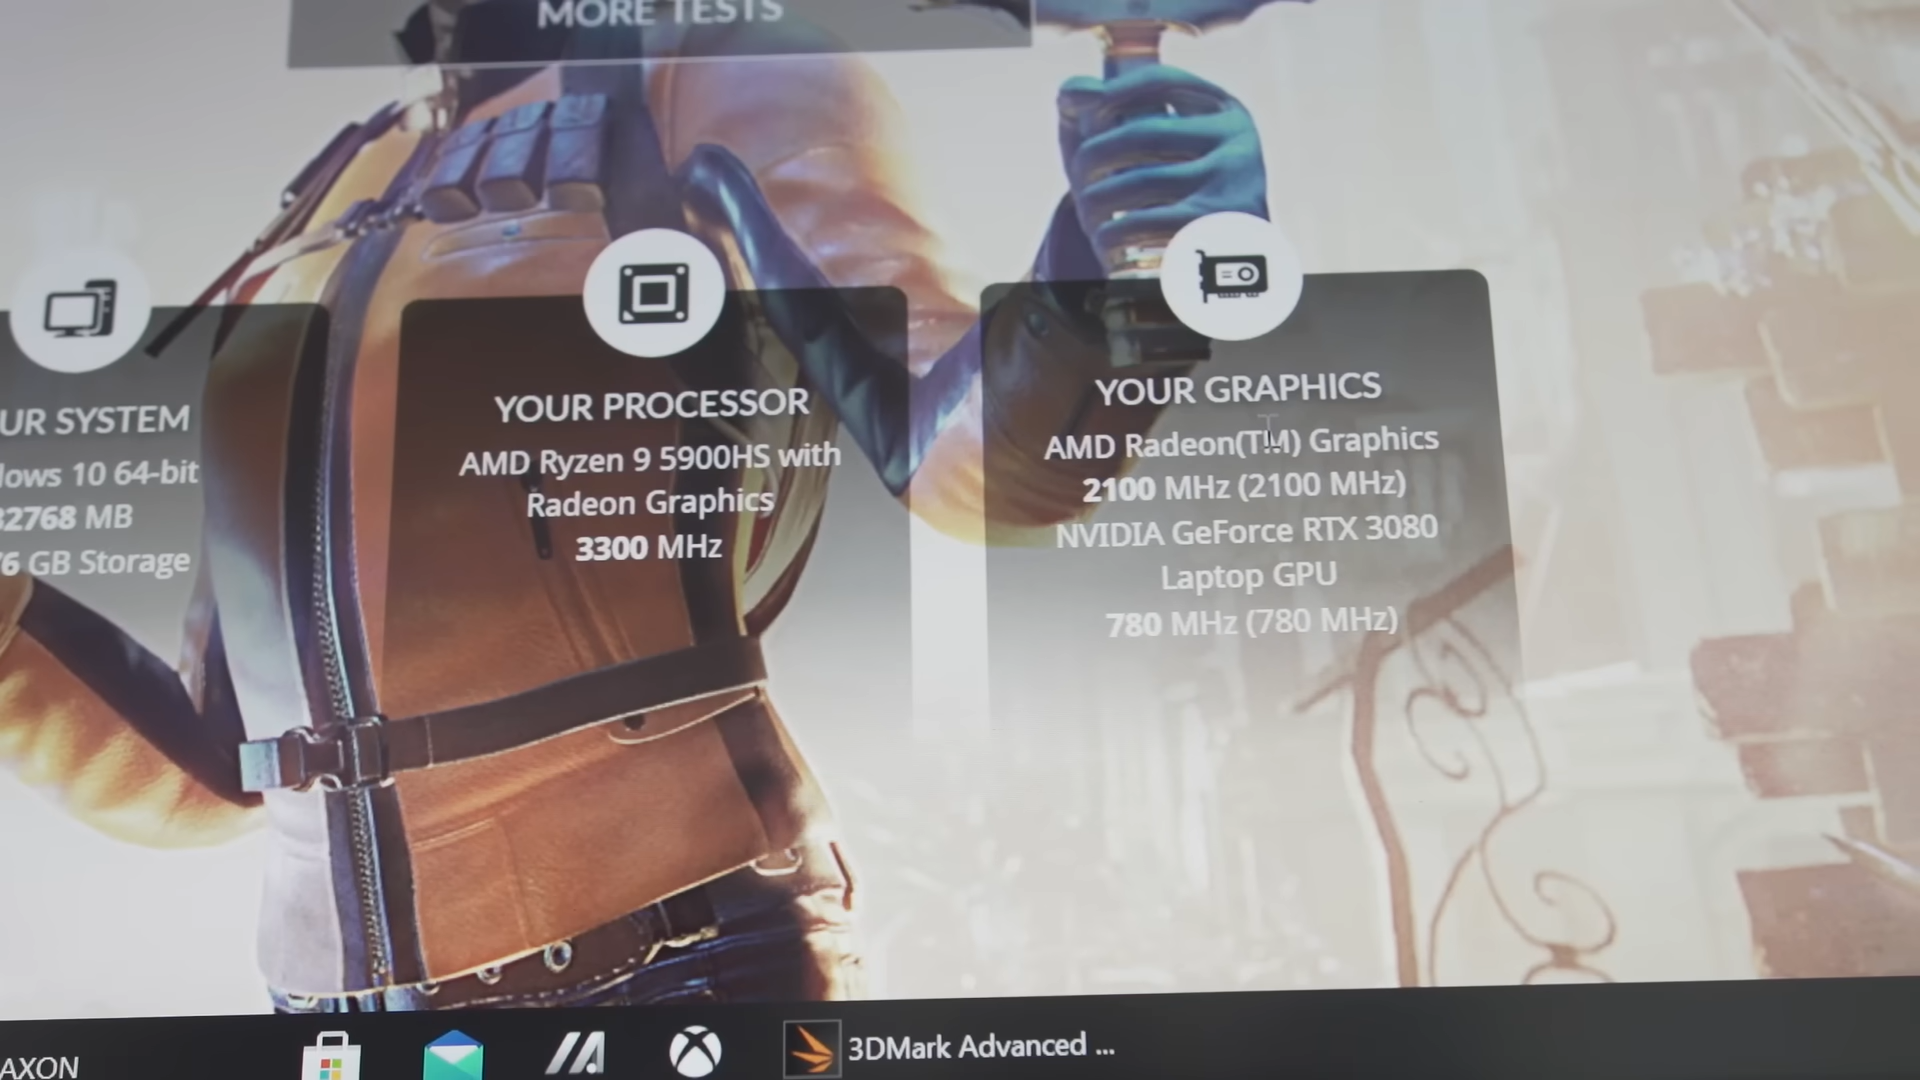 MORE TESTS
UR SYSTEM
lows 10 64-bit
32768 MB
6 GB Storage
YOUR PROCESSOR
AMD Ryzen 9 5900HS with
Radeon Graphics
3300 MHz
YOUR GRAPHICS
AMD Radeon(TM) Graphics
2100 MHz (2100 MHz)
NVIDIA GeForce RTX 3080
Laptop GPU
780 MHz (780 MHz)
AXON
3DMark Advanced ...